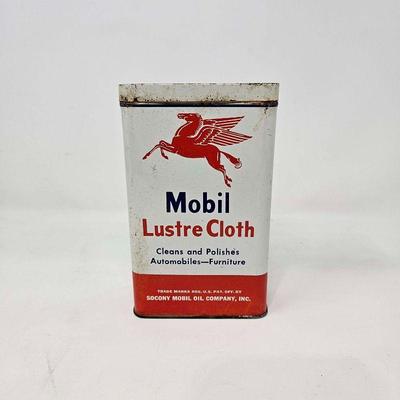 Mobil
Lustre Cloth
Cleans and Polishes
Automobiles—Furniture
TRADE MARKS REG. U.S. PAT. OFF. BY
SOCONY MOBIL OIL COMPANY, INC.